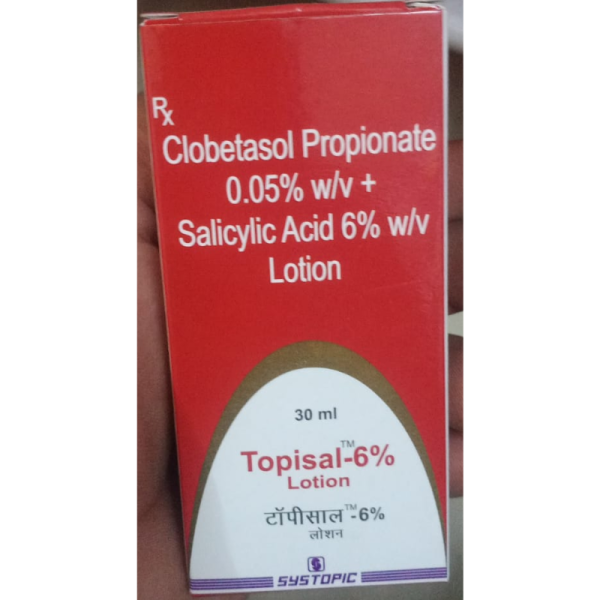 Rx
Clobetasol Propionate
0.05% w/v +
Salicylic Acid 6% w/v
Lotion
30 ml
Topisal™-6%
Lotion
टॉपीसाल™-6%
लोशन
SYSTOPIC